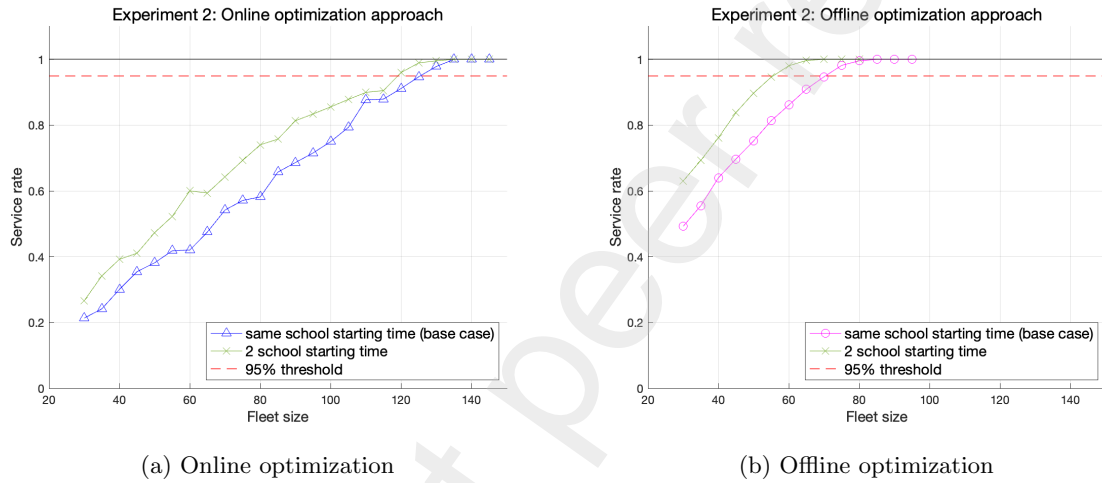 Experiment 2: Online optimization approach
1
0.8
0.6
0.4
0.2
0
Service rate
20 40 60 80 100 120 140
Fleet size
same school starting time (base case)
2 school starting time
95% threshold
(a) Online optimization
Experiment 2: Offline optimization approach
1
0.8
0.6
0.4
0.2
0
Service rate
20 40 60 80 100 120 140
Fleet size
same school starting time (base case)
2 school starting time
95% threshold
(b) Offline optimization
t peer re